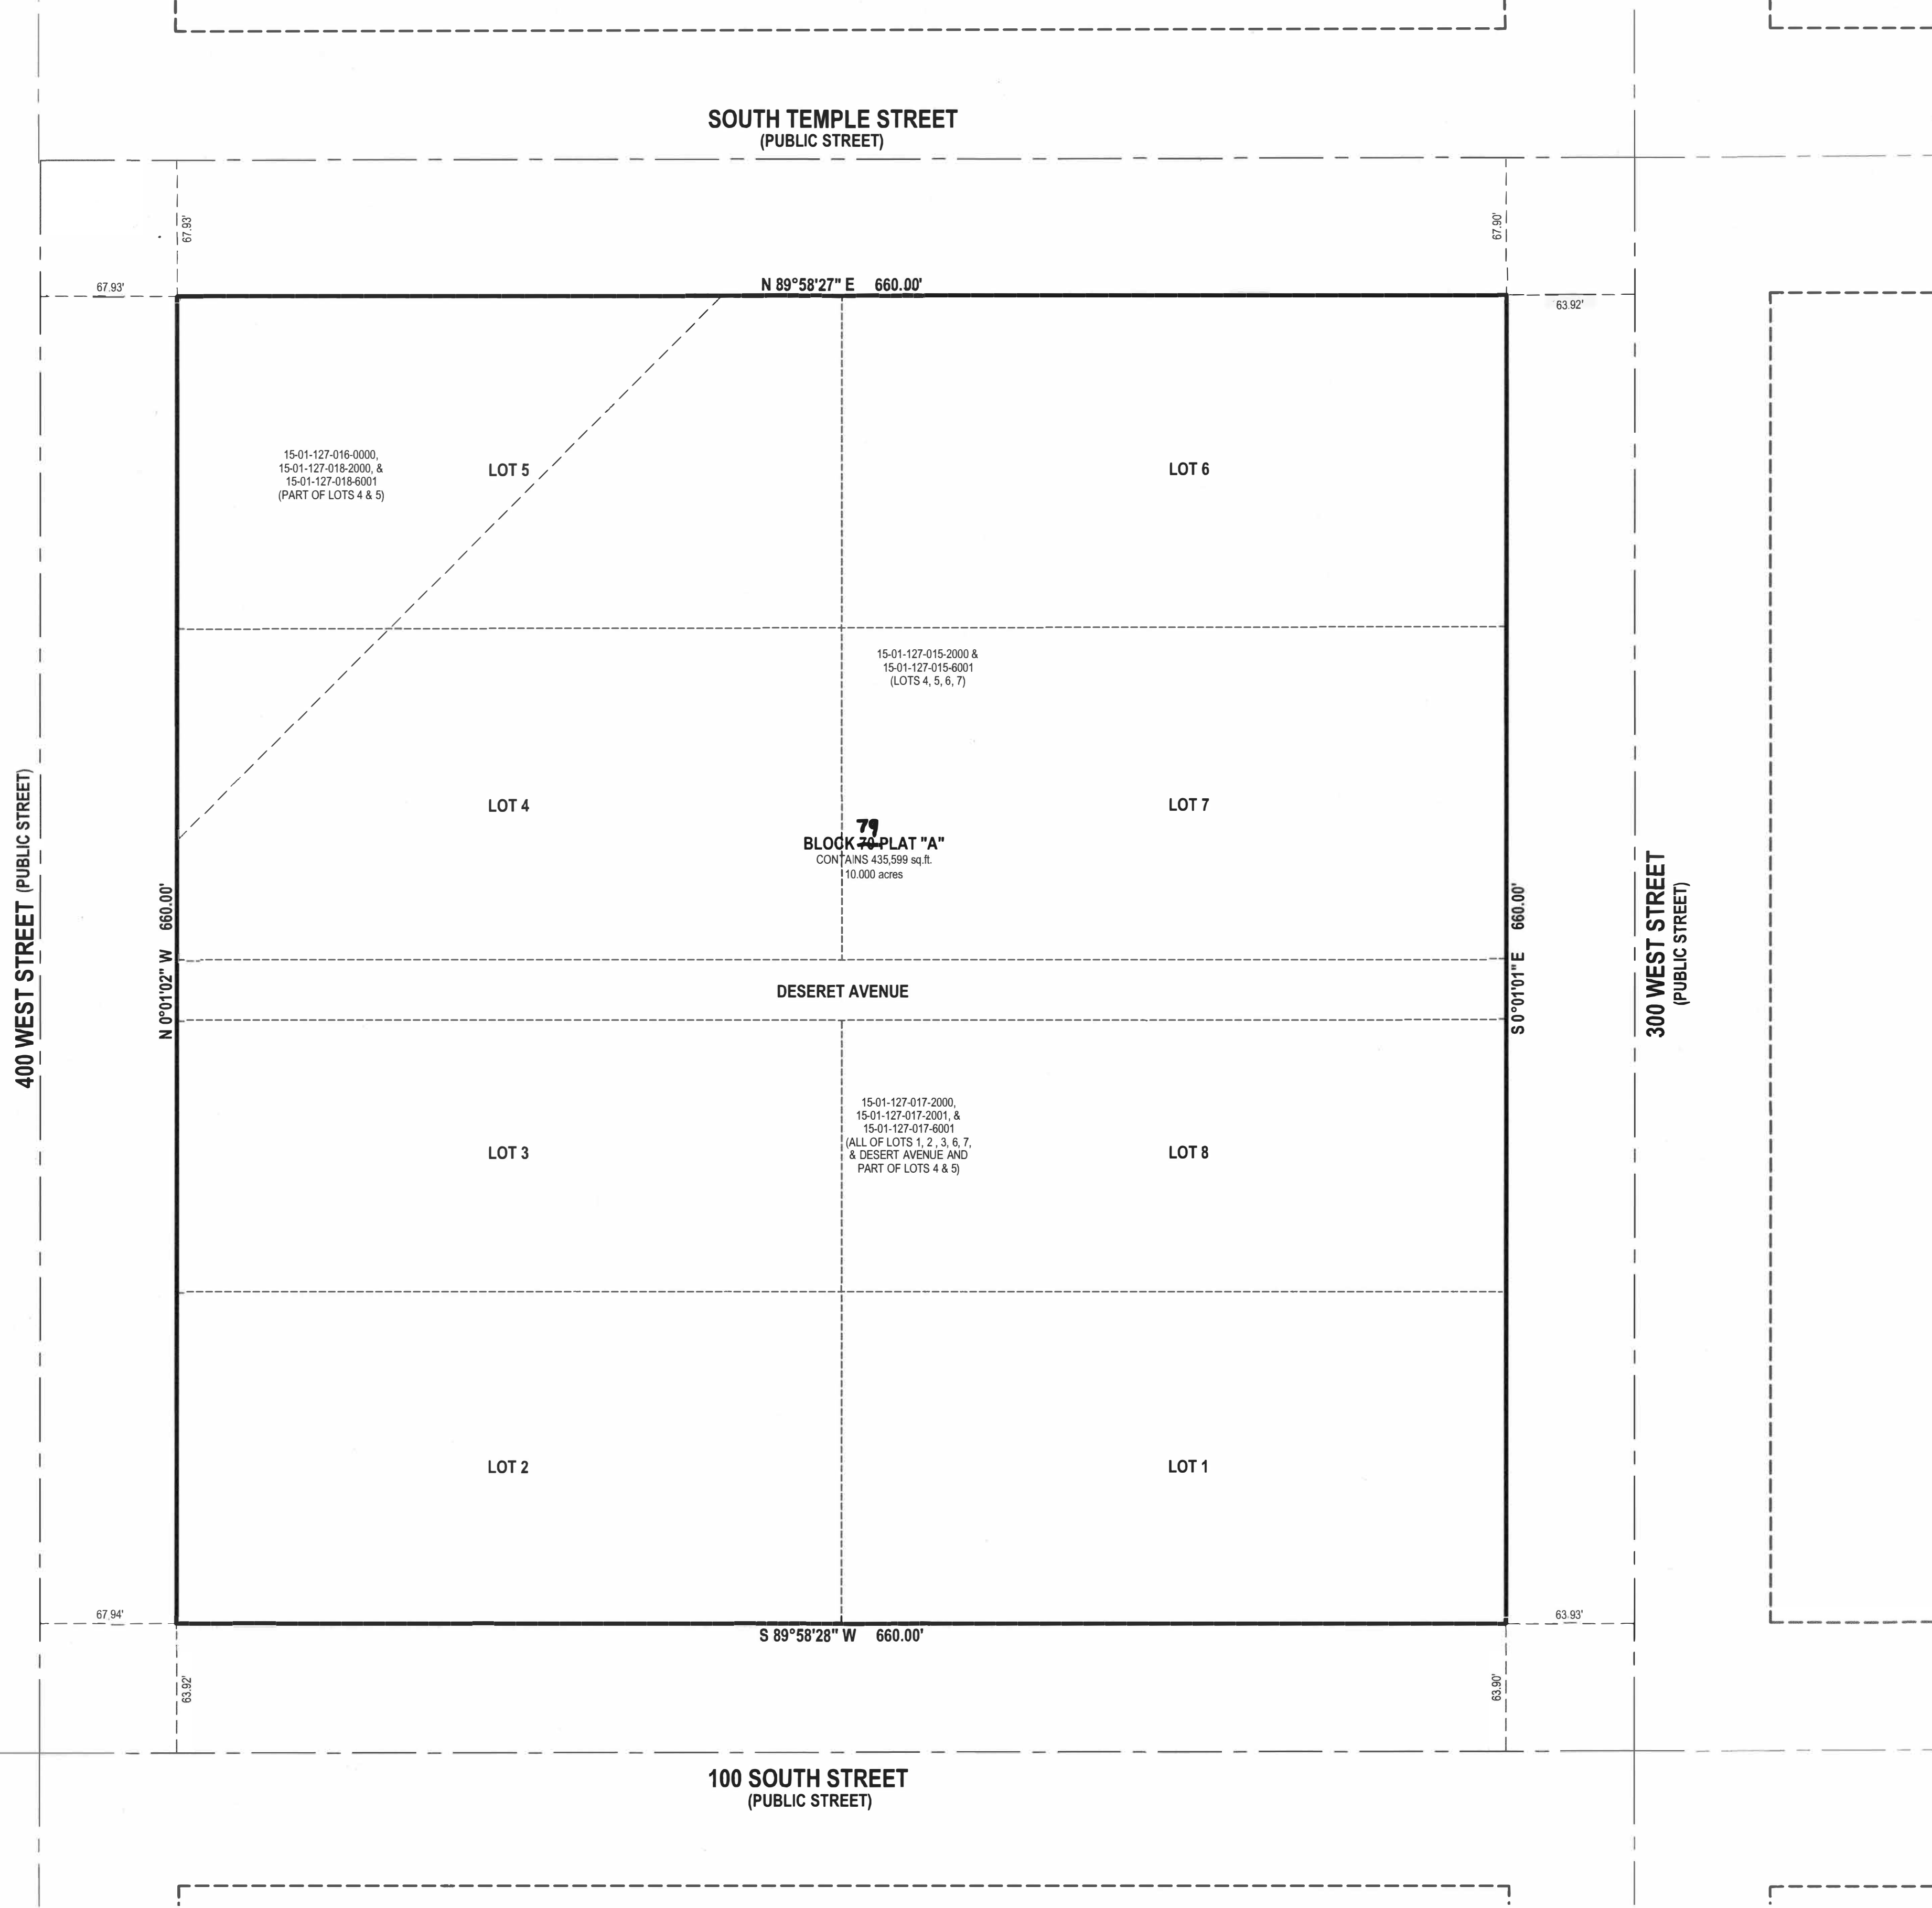 SOUTH TEMPLE STREET
(PUBLIC STREET)
67.93'
67.90'
67.93'
N 89°58'27" E 660.00'
63.92'
15-01-127-016-0000,
15-01-127-018-2000, &
15-01-127-018-6001
(PART OF LOTS 4 & 5)
LOT 5
LOT 6
15-01-127-015-2000 &
15-01-127-015-6001
(LOTS 4, 5, 6, 7)
LOT 4
LOT 7
79
BLOCK PLAT "A"
CONTAINS 435,599 sq.ft.
10.000 acres
400 WEST STREET (PUBLIC STREET)
N 0°01'02" W 660.00'
S 0°01'01" E 660.00'
300 WEST STREET
(PUBLIC STREET)
DESERET AVENUE
15-01-127-017-2000,
15-01-127-017-2001, &
15-01-127-017-6001
(ALL OF LOTS 1, 2 , 3, 6, 7,
& DESERT AVENUE AND
PART OF LOTS 4 & 5)
LOT 3
LOT 8
LOT 2
LOT 1
67.94'
63.93'
S 89°58'28" W 660.00'
63.92'
63.90'
100 SOUTH STREET
(PUBLIC STREET)